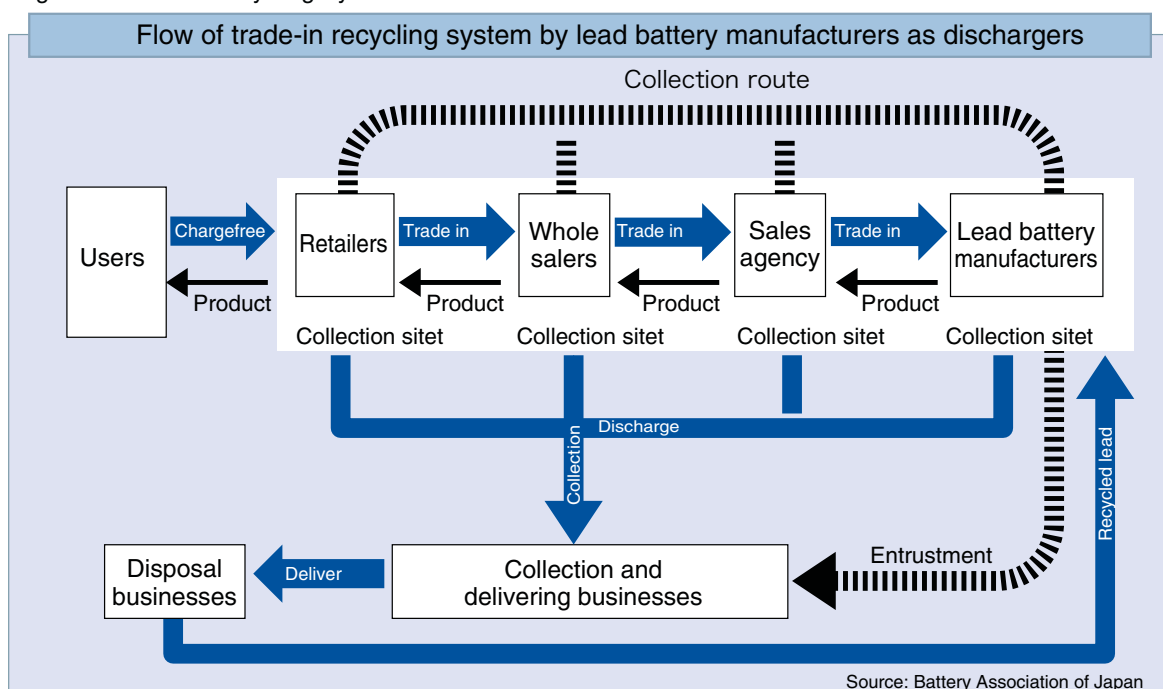 Flow of trade-in recycling system by lead battery manufacturers as dischargers
Collection route
Users
Chargefree
Product
Retailers
Trade in
Product
Whole
salers
Trade in
Product
Sales
agency
Trade in
Product
Lead battery
manufacturers
Collection sitet
Collection sitet
Collection sitet
Collection sitet
Discharge
Collection
Recycled lead
Disposal
businesses
Deliver
Collection and
delivering businesses
Entrustment
Source: Battery Association of Japan